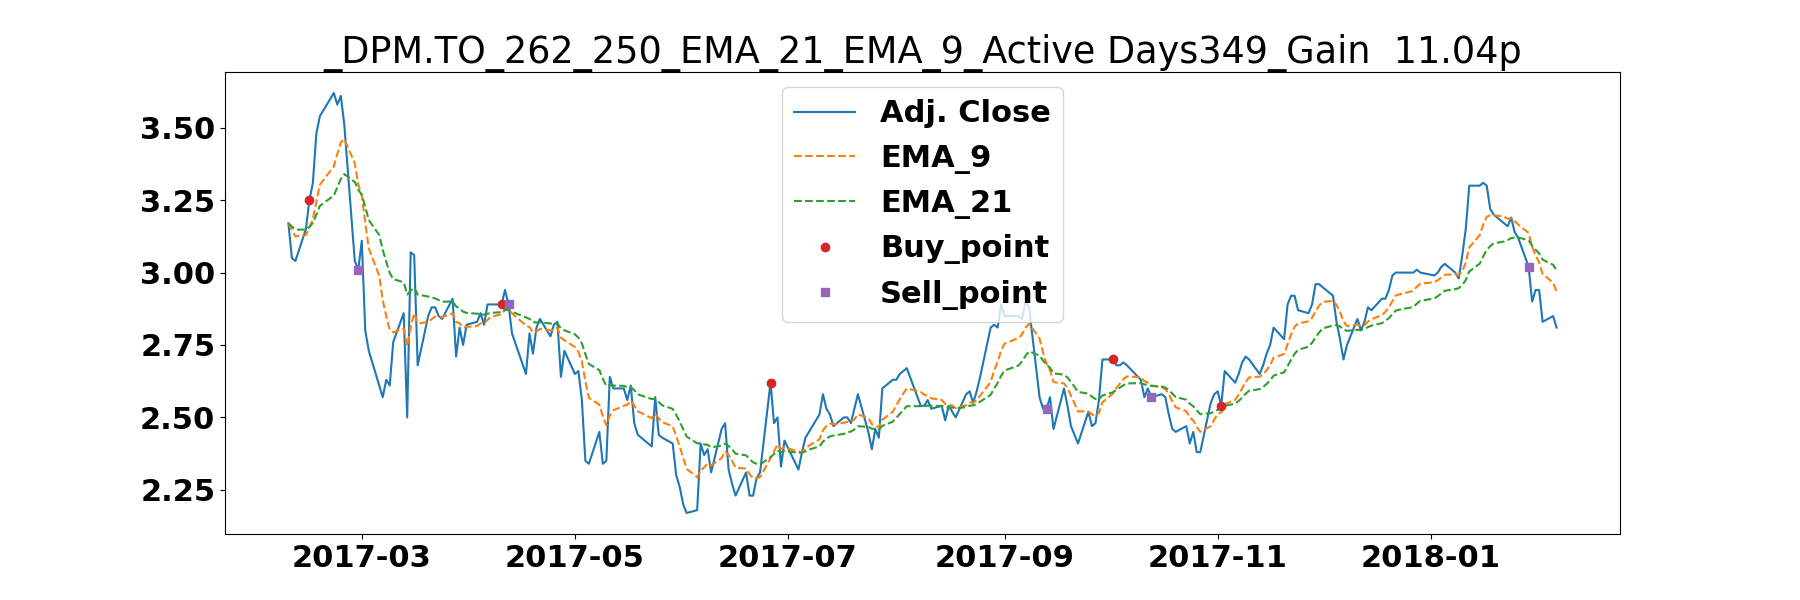 _DPM.TO_262_250_EMA_21_EMA_9_Active Days349_Gain  11.04p
3.50
3.25
3.00
2.75
2.50
2.25
Adj. Close
EMA_9
EMA_21
Buy_point
Sell_point
2017-03 2017-05 2017-07 2017-09 2017-11 2018-01